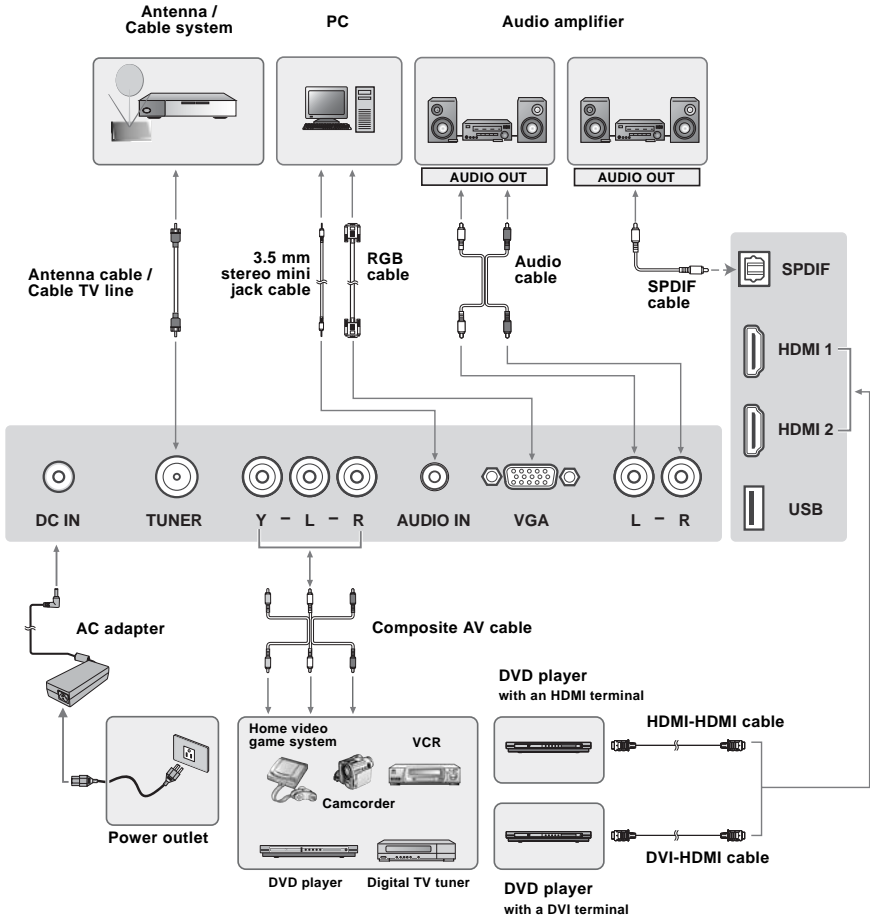 Antenna /
Cable system
PC
Audio amplifier
AUDIO OUT
AUDIO OUT
Antenna cable /
Cable TV line
3.5 mm
stereo mini
jack cable
RGB
cable
Audio
cable
SPDIF
cable
SPDIF
HDMI 1
HDMI 2
USB
DC IN
TUNER
Y – L – R
AUDIO IN
VGA
L – R
AC adapter
Composite AV cable
Power outlet
Home video
game system
VCR
Camcorder
DVD player
Digital TV tuner
DVD player
with an HDMI terminal
HDMI-HDMI cable
DVI-HDMI cable
DVD player
with a DVI terminal